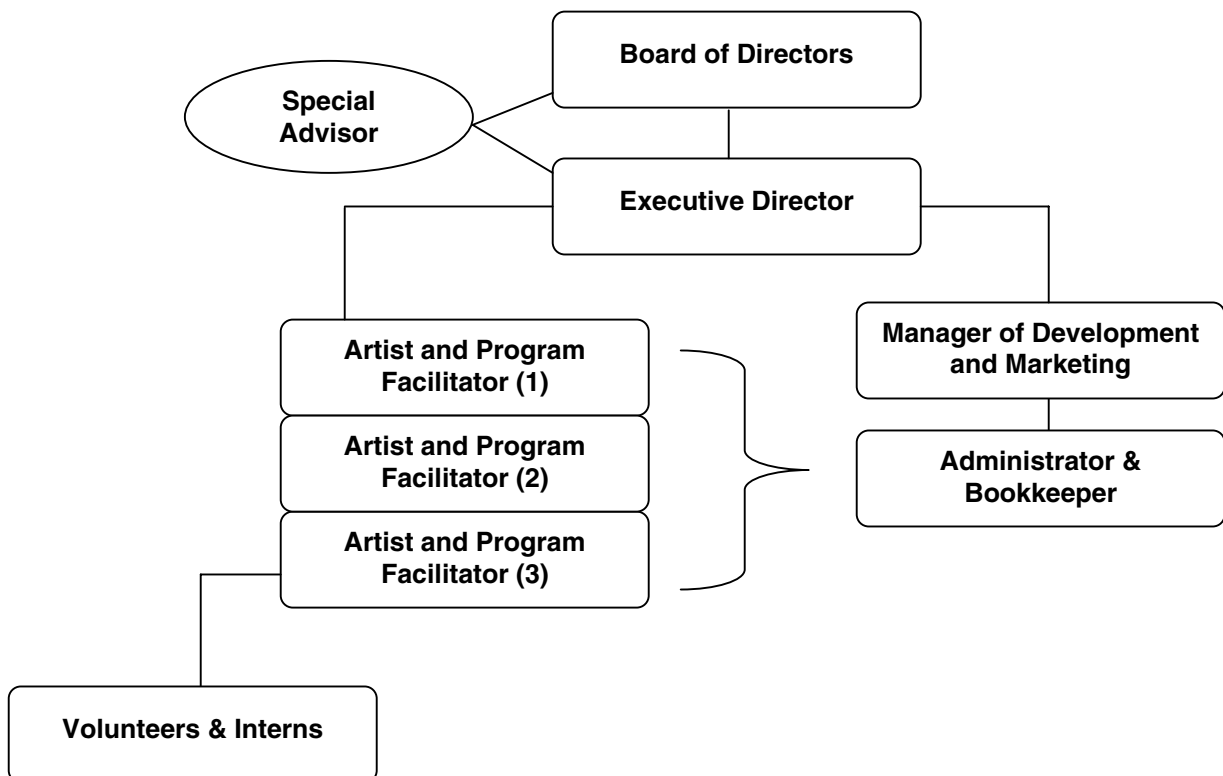 Board of Directors
Special
Advisor
Executive Director
Artist and Program
Facilitator (1)
Manager of Development
and Marketing
Artist and Program
Facilitator (2)
Administrator &
Bookkeeper
Artist and Program
Facilitator (3)
Volunteers & Interns